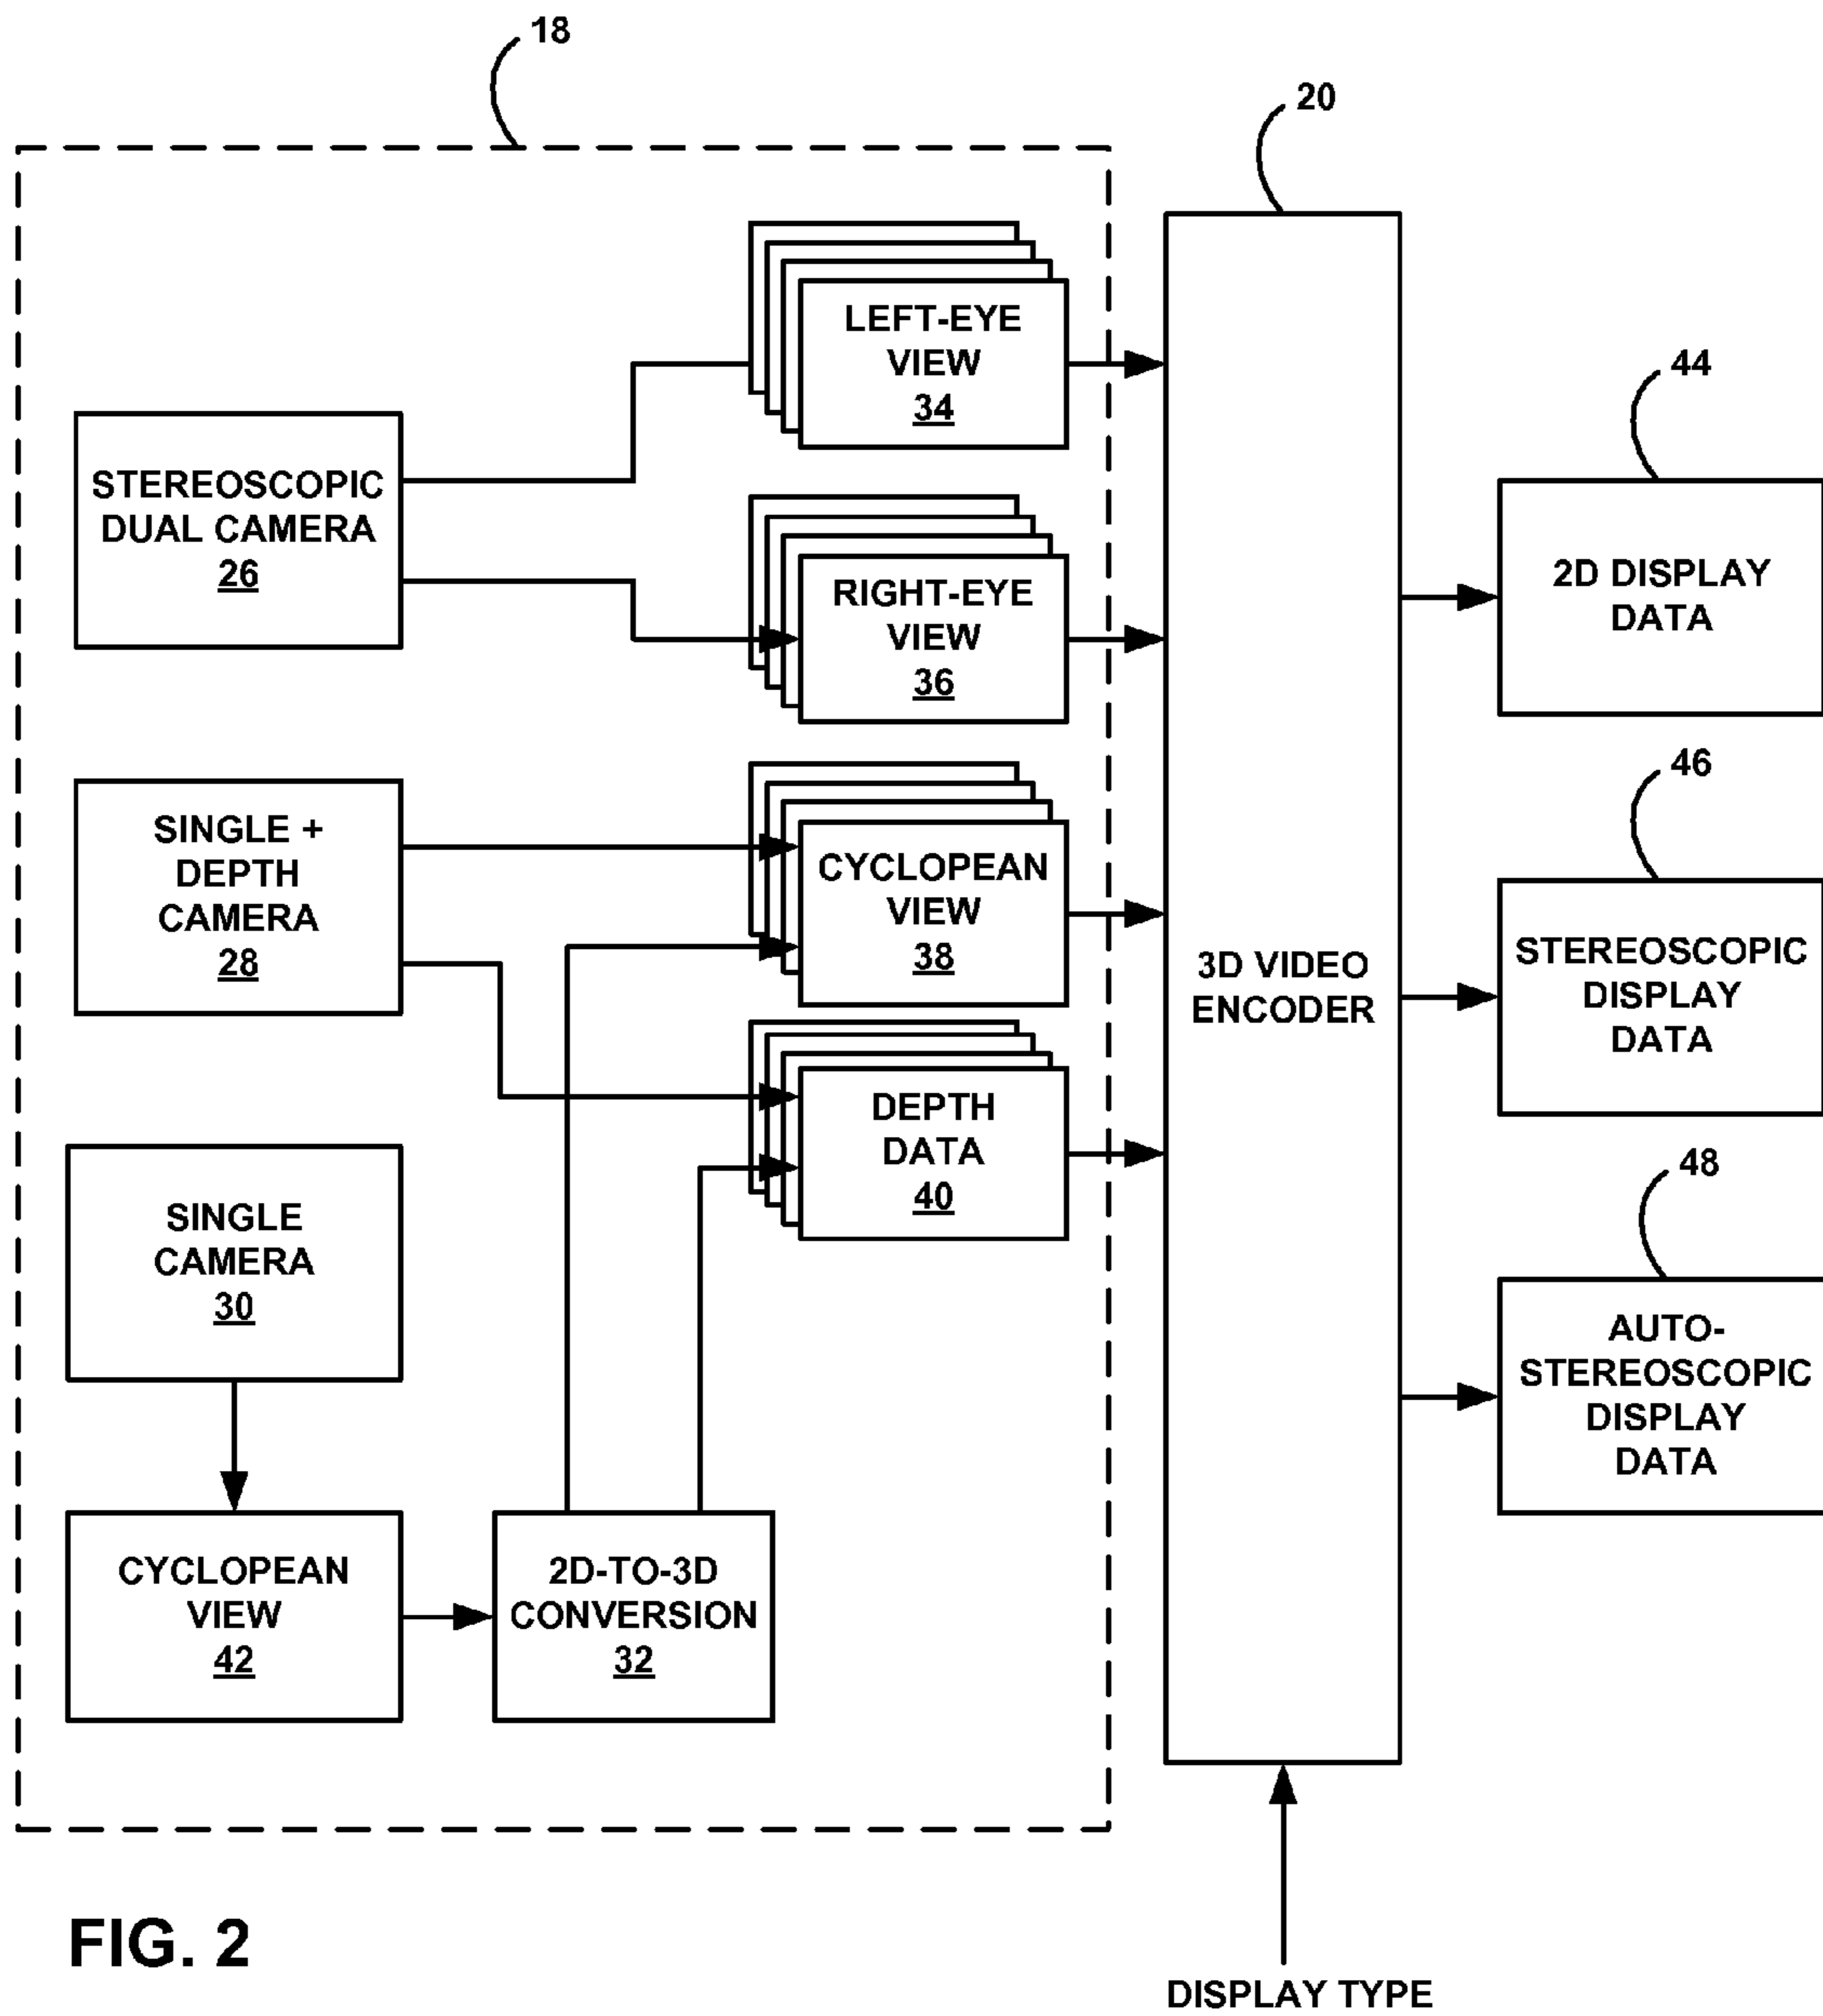 18
20
LEFT-EYE
VIEW
34
44
STEREOSCOPIC
DUAL CAMERA
26
RIGHT-EYE
VIEW
36
2D DISPLAY
DATA
46
SINGLE +
DEPTH
CAMERA
28
CYCLOPEAN
VIEW
38
3D VIDEO
ENCODER
STEREOSCOPIC
DISPLAY
DATA
DEPTH
DATA
40
48
SINGLE
CAMERA
30
AUTO-
STEREOSCOPIC
DISPLAY
DATA
CYCLOPEAN
VIEW
42
2D-TO-3D
CONVERSION
32
FIG. 2
DISPLAY TYPE